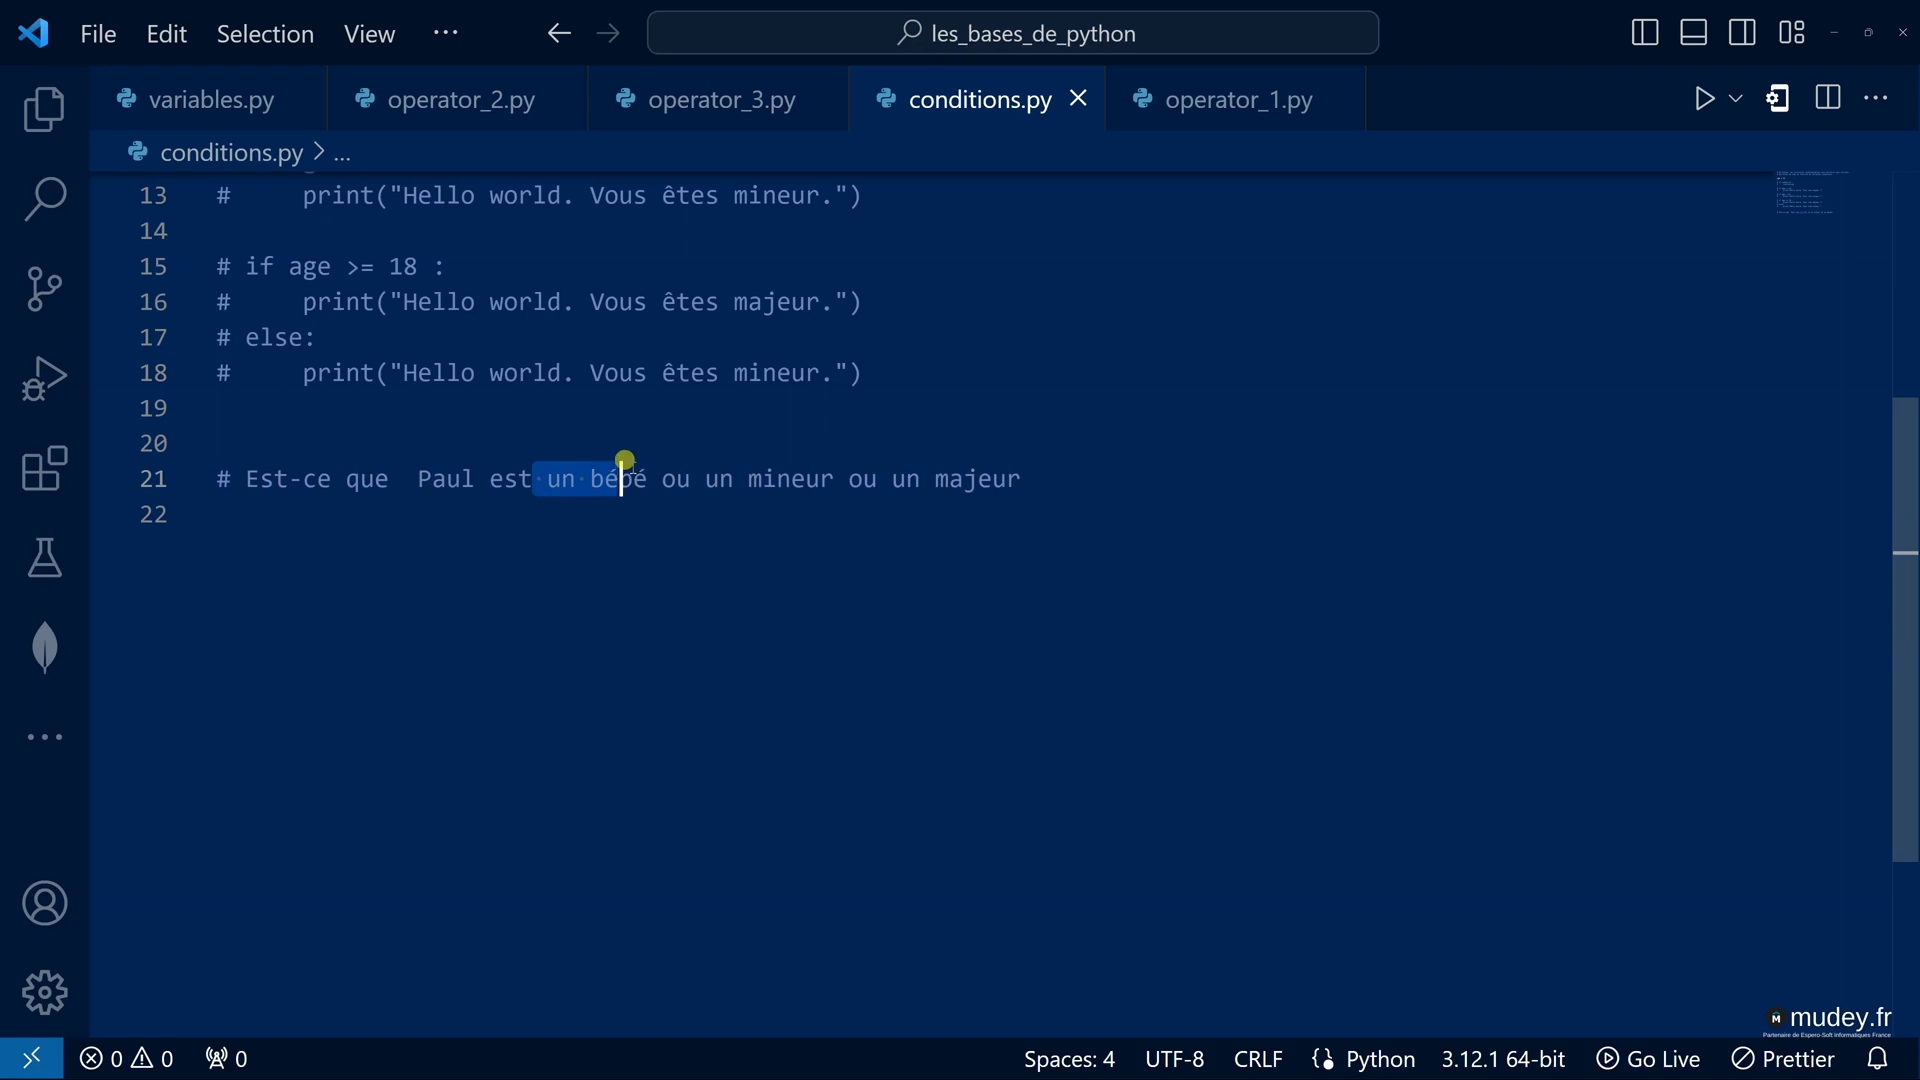 File Edit Selection View ··· les_bases_de_python
variables.py operator_2.py operator_3.py conditions.py operator_1.py
conditions.py > ...
13 #     print("Hello world. Vous êtes mineur.")
14
15 # if age >= 18 :
16 #     print("Hello world. Vous êtes majeur.")
17 # else:
18 #     print("Hello world. Vous êtes mineur.")
19
20
21 # Est-ce que  Paul est un bébé ou un mineur ou un majeur
22
mudey.fr
Partenaire de Espero-Soft Informatiques France
0 0 0 Spaces: 4 UTF-8 CRLF Python 3.12.1 64-bit Go Live Prettier